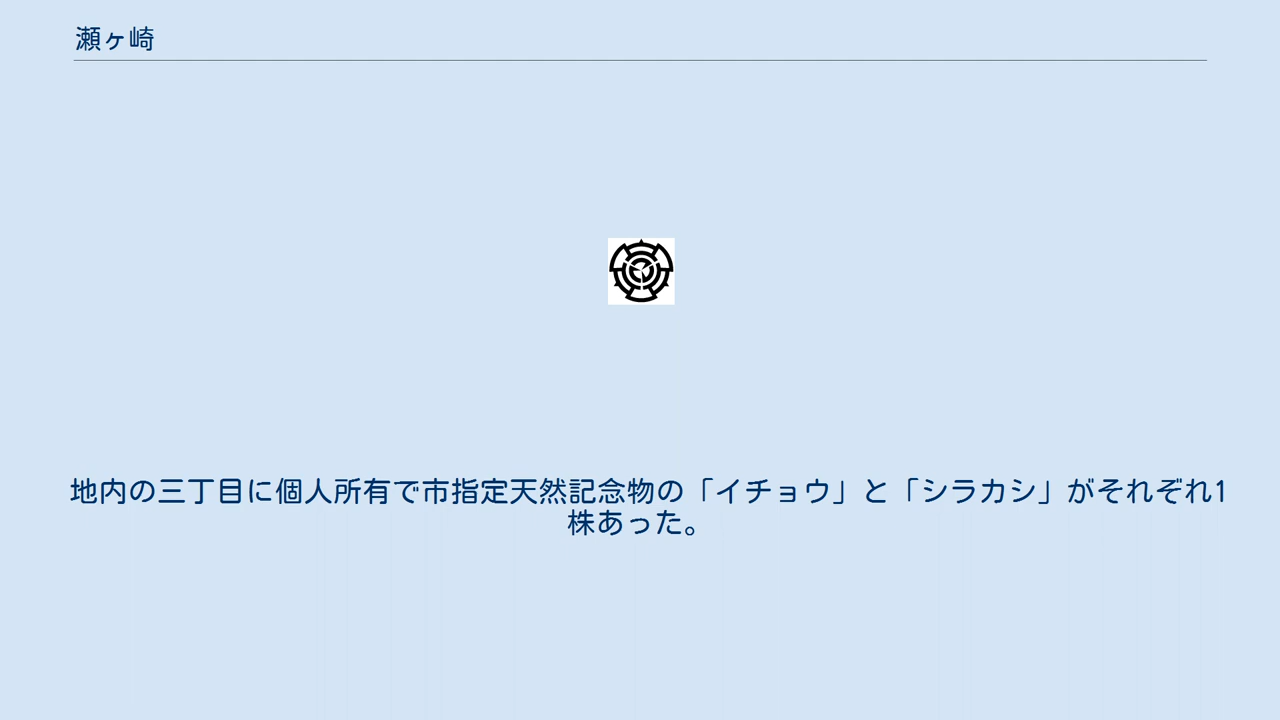 瀬ヶ崎
地内の三丁目に個人所有で市指定天然記念物の「イチョウ」と「シラカシ」がそれぞれ1
株あった。